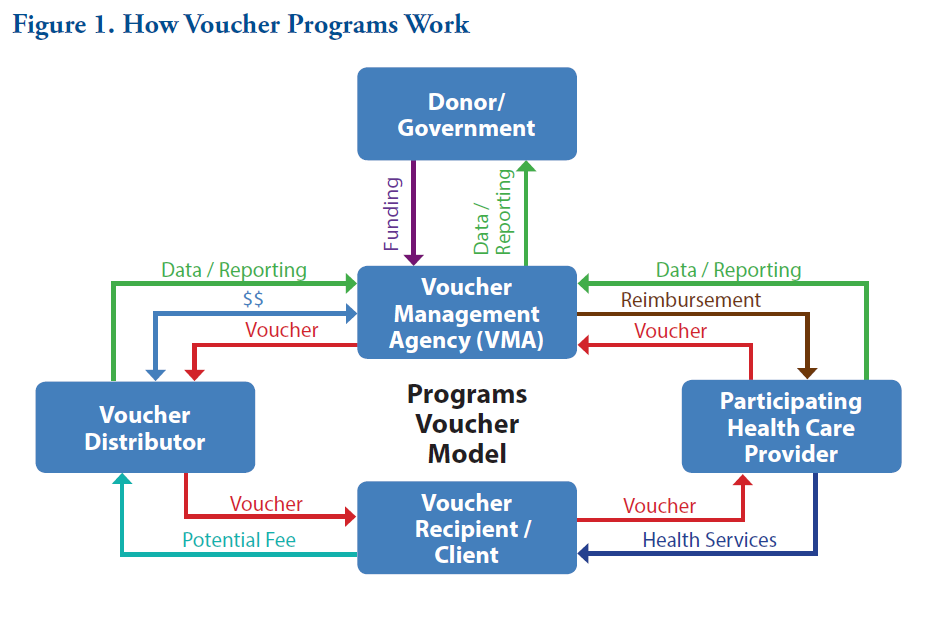 Figure 1. How Voucher Programs Work
Donor/
Government
Funding
Data /
Reporting
Data / Reporting
$$
Voucher
Voucher
Management
Agency (VMA)
Data / Reporting
Reimbursement
Voucher
Voucher
Distributor
Programs
Voucher
Model
Participating
Health Care
Provider
Voucher
Potential Fee
Voucher
Recipient /
Client
Voucher
Health Services